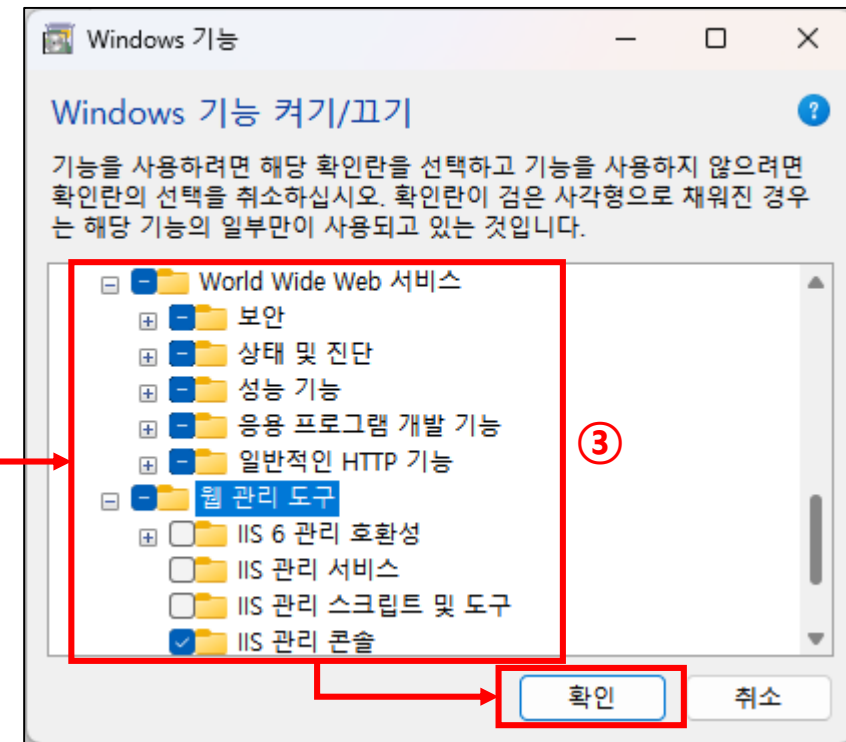 Windows 기능
Windows 기능 켜기/끄기
?
기능을 사용하려면 해당 확인란을 선택하고 기능을 사용하지 않으려면
확인란의 선택을 취소하십시오. 확인란이 검은 사각형으로 채워진 경우
는 해당 기능의 일부만이 사용되고 있는 것입니다.
World Wide Web 서비스
보안
상태 및 진단
성능 기능
응용 프로그램 개발 기능
③
일반적인 HTTP 기능
웹 관리 도구
IIS 6 관리 호환성
IIS 관리 서비스
IIS 관리 스크립트 및 도구
IIS 관리 콘솔
확인
취소